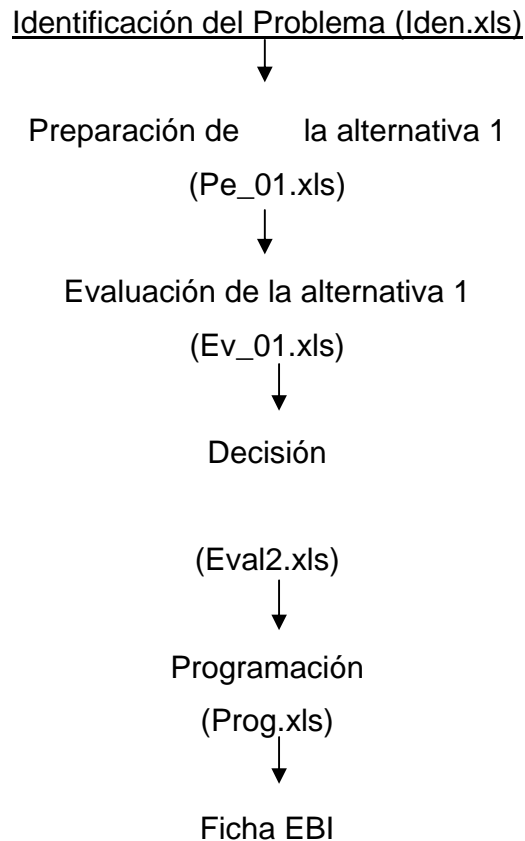 Identificación del Problema (Iden.xls)
Preparación de la alternativa 1
(Pe_01.xls)
Evaluación de la alternativa 1
(Ev_01.xls)
Decisión
(Eval2.xls)
Programación
(Prog.xls)
Ficha EBI